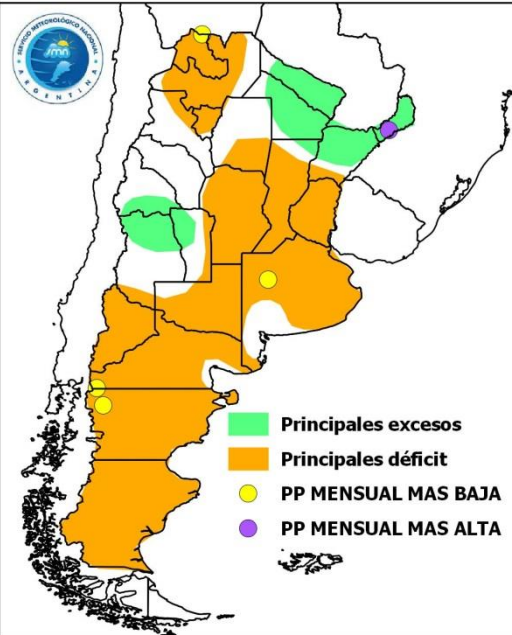 SERVICIO METEOROLÓGICO NACIONAL
smn
ARGENTINA
Principales excesos
Principales déficit
PP MENSUAL MAS BAJA
PP MENSUAL MAS ALTA